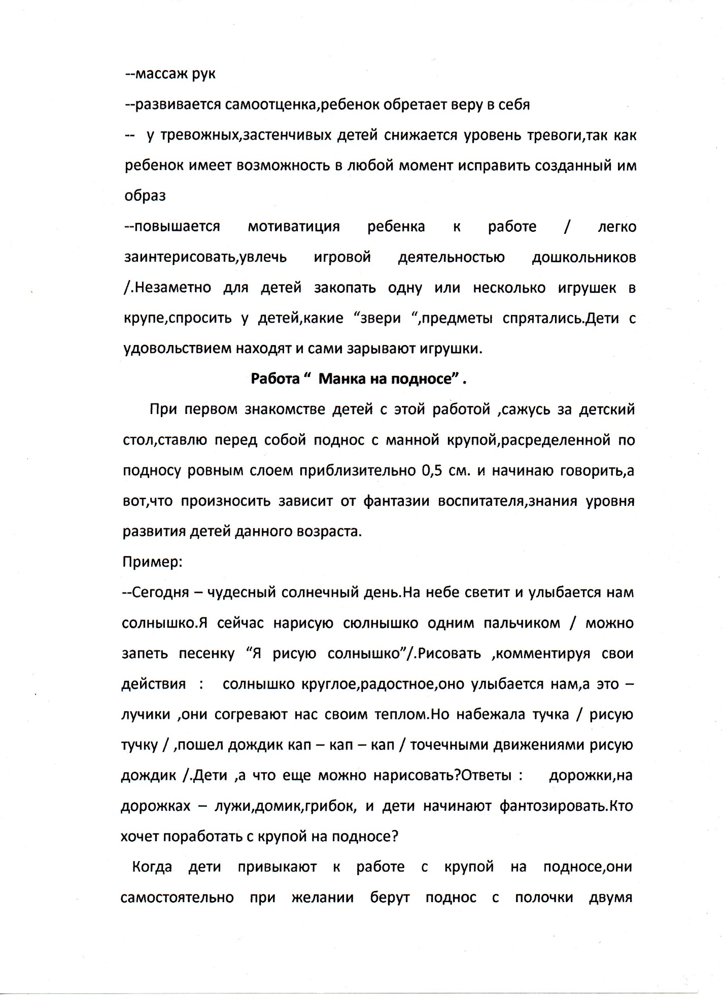 --массаж рук
--развивается самоотценка,ребенок обретает веру в себя
-- у тревожных,застенчивых детей снижается уровень тревоги,так как
ребенок имеет возможность в любой момент исправить созданный им
образ
--повышается мотиватиция ребенка к работе / легко
заинтерисовать,увлечь игровой деятельностью дошкольников
/.Незаметно для детей закопать одну или несколько игрушек в
крупе,спросить у детей,какие “звери “,предметы спрятались.Дети с
удовольствием находят и сами зарывают игрушки.
Работа “ Манка на подносе” .
При первом знакомстве детей с этой работой ,сажусь за детский
стол,ставлю перед собой поднос с манной крупой,расределенной по
подносу ровным слоем приблизительно 0,5 см. и начинаю говорить,а
вот,что произносить зависит от фантазии воспитателя,знания уровня
развития детей данного возраста.
Пример:
--Сегодня – чудесный солнечный день.На небе светит и улыбается нам
солнышко.Я сейчас нарисую сюлнышко одним пальчиком / можно
запеть песенку “Я рисую солнышко”/.Рисовать ,комментируя свои
действия : солнышко круглое,радостное,оно улыбается нам,а это –
лучики ,они согревают нас своим теплом.Но набежала тучка / рисую
тучку / ,пошел дождик кап – кап – кап / точечными движениями рисую
дождик /.Дети ,а что еще можно нарисовать?Ответы : дорожки,на
дорожках – лужи,домик,грибок, и дети начинают фантозировать.Кто
хочет поработать с крупой на подносе?
Когда дети привыкают к работе с крупой на подносе,они
самостоятельно при желании берут поднос с полочки двумя